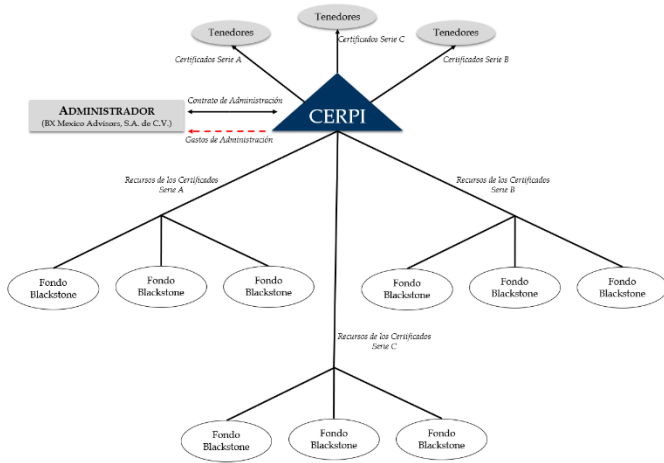 Tenedores
Tenedores
Tenedores
Certificados Serie C
Certificados Serie A
Certificados Serie B
ADMINISTRADOR
(BX Mexico Advisors, S.A. de C.V.)
Contrato de Administración
CERPI
Gastos de Administración
Recursos de los Certificados
Serie A
Recursos de los Certificados
Serie B
Fondo
Blackstone
Fondo
Blackstone
Fondo
Blackstone
Fondo
Blackstone
Fondo
Blackstone
Fondo
Blackstone
Recursos de los Certificados
Serie C
Fondo
Blackstone
Fondo
Blackstone
Fondo
Blackstone